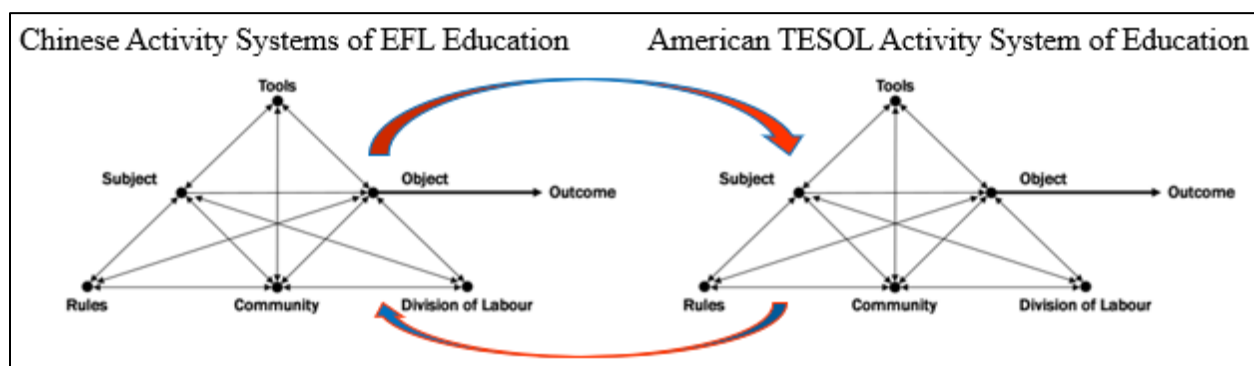 Chinese Activity Systems of EFL Education
American TESOL Activity System of Education
Tools
Subject
Object
Outcome
Rules
Community
Division of Labour
Tools
Subject
Object
Outcome
Rules
Community
Division of Labour